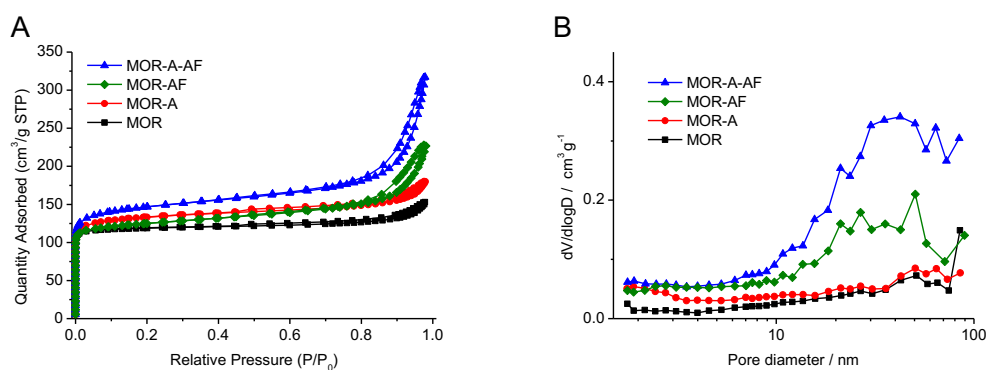 A
350
300
250
200
150
100
50
0
0.0
0.2
0.4
0.6
0.8
1.0
Quantity Adsorbed (cm³/g STP)
Relative Pressure (P/P₀)
MOR-A-AF
MOR-AF
MOR-A
MOR
B
0.4
0.2
0.0
10
100
dV/dlogD / cm³ g⁻¹
Pore diameter / nm
MOR-A-AF
MOR-AF
MOR-A
MOR